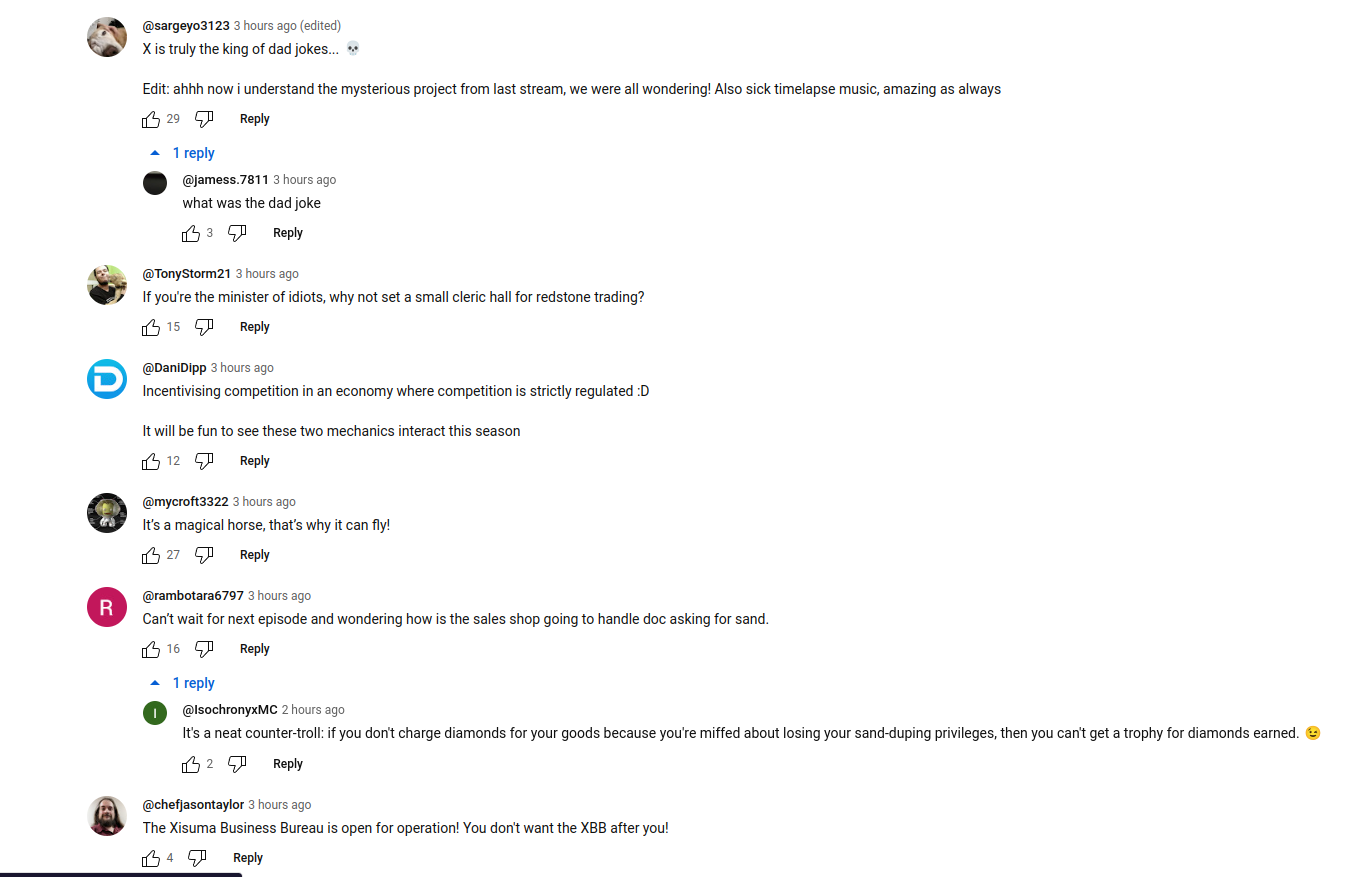 @sargeyo3123 3 hours ago (edited)
X is truly the king of dad jokes... 💀
Edit: ahhh now i understand the mysterious project from last stream, we were all wondering! Also sick timelapse music, amazing as always
29 Reply
1 reply
@jamess.7811 3 hours ago
what was the dad joke
3 Reply
@TonyStorm21 3 hours ago
If you're the minister of idiots, why not set a small cleric hall for redstone trading?
15 Reply
D @DaniDipp 3 hours ago
Incentivising competition in an economy where competition is strictly regulated :D
It will be fun to see these two mechanics interact this season
12 Reply
@mycroft3322 3 hours ago
It’s a magical horse, that’s why it can fly!
27 Reply
R @rambotara6797 3 hours ago
Can’t wait for next episode and wondering how is the sales shop going to handle doc asking for sand.
16 Reply
1 reply
I @IsochronyxMC 2 hours ago
It's a neat counter-troll: if you don't charge diamonds for your goods because you're miffed about losing your sand-duping privileges, then you can't get a trophy for diamonds earned. 😉
2 Reply
@chefjasontaylor 3 hours ago
The Xisuma Business Bureau is open for operation! You don't want the XBB after you!
4 Reply